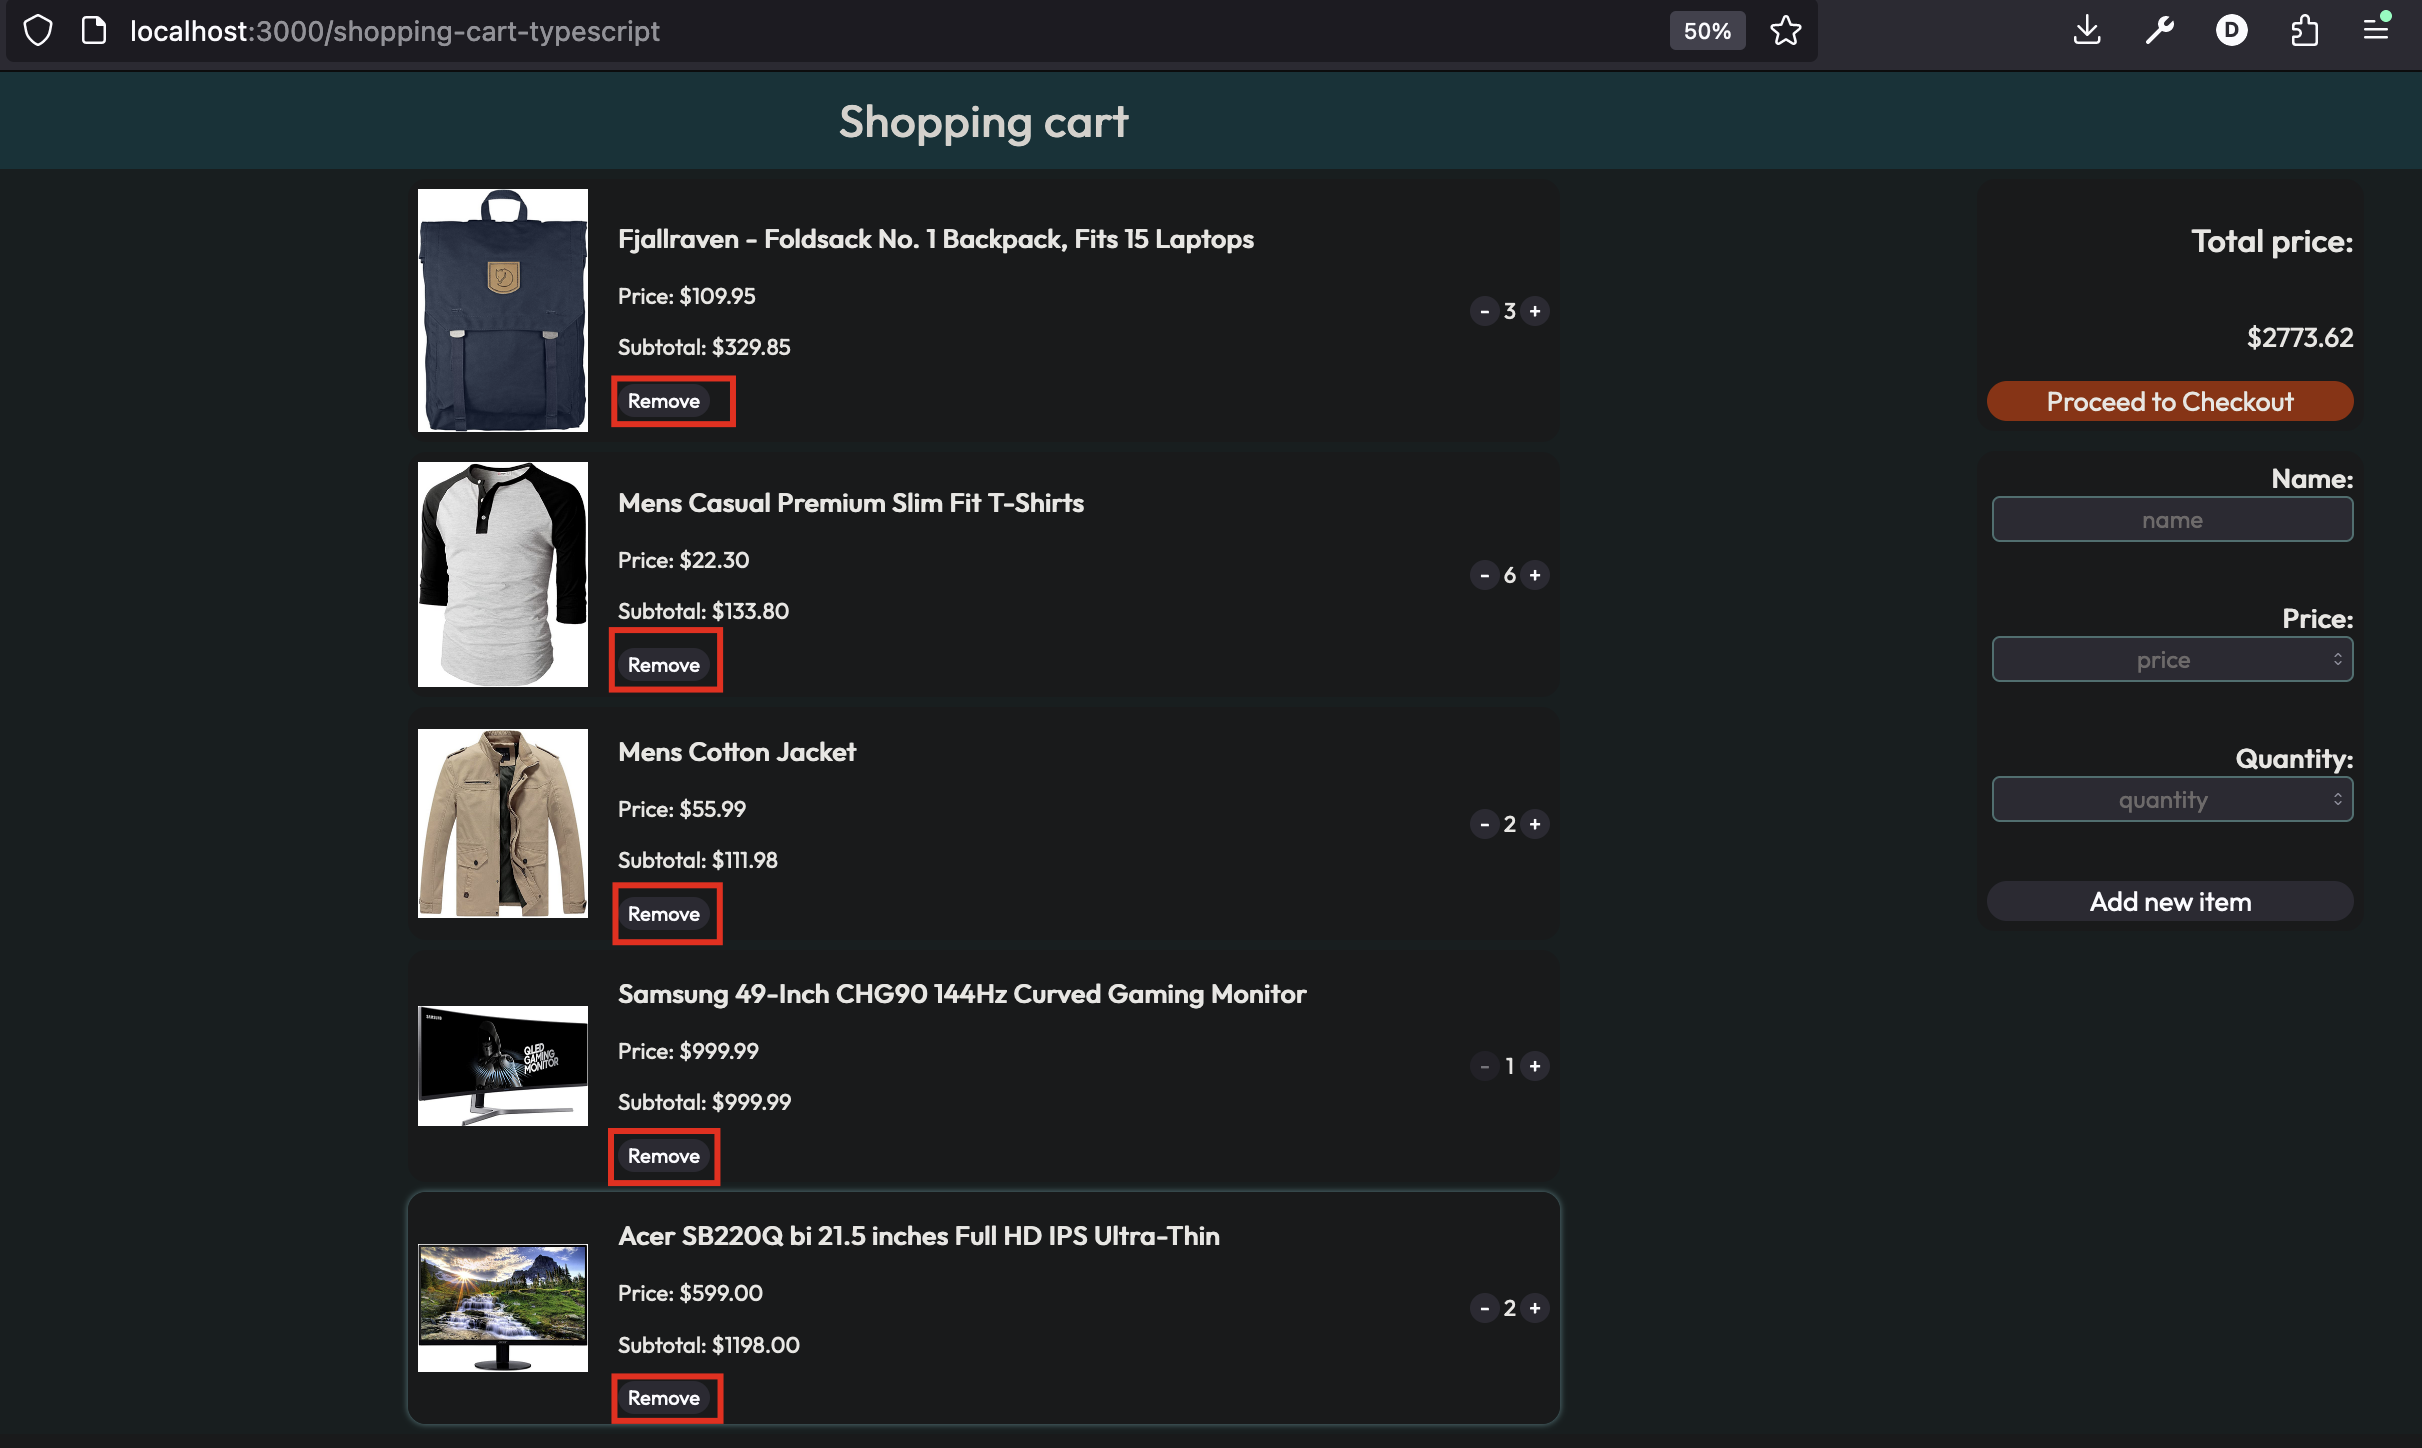 localhost:3000/shopping-cart-typescript
50%
D
Shopping cart
Fjallraven - Foldsack No. 1 Backpack, Fits 15 Laptops
Price: $109.95
Subtotal: $329.85
Remove
- 3 +
Mens Casual Premium Slim Fit T-Shirts
Price: $22.30
Subtotal: $133.80
Remove
- 6 +
Mens Cotton Jacket
Price: $55.99
Subtotal: $111.98
Remove
- 2 +
SAMSUNG
QLED
GAMING
MONITOR
Samsung 49-Inch CHG90 144Hz Curved Gaming Monitor
Price: $999.99
Subtotal: $999.99
Remove
- 1 +
Acer SB220Q bi 21.5 inches Full HD IPS Ultra-Thin
Price: $599.00
Subtotal: $1198.00
Remove
- 2 +
Total price:
$2773.62
Proceed to Checkout
Name:
name
Price:
price
Quantity:
quantity
Add new item